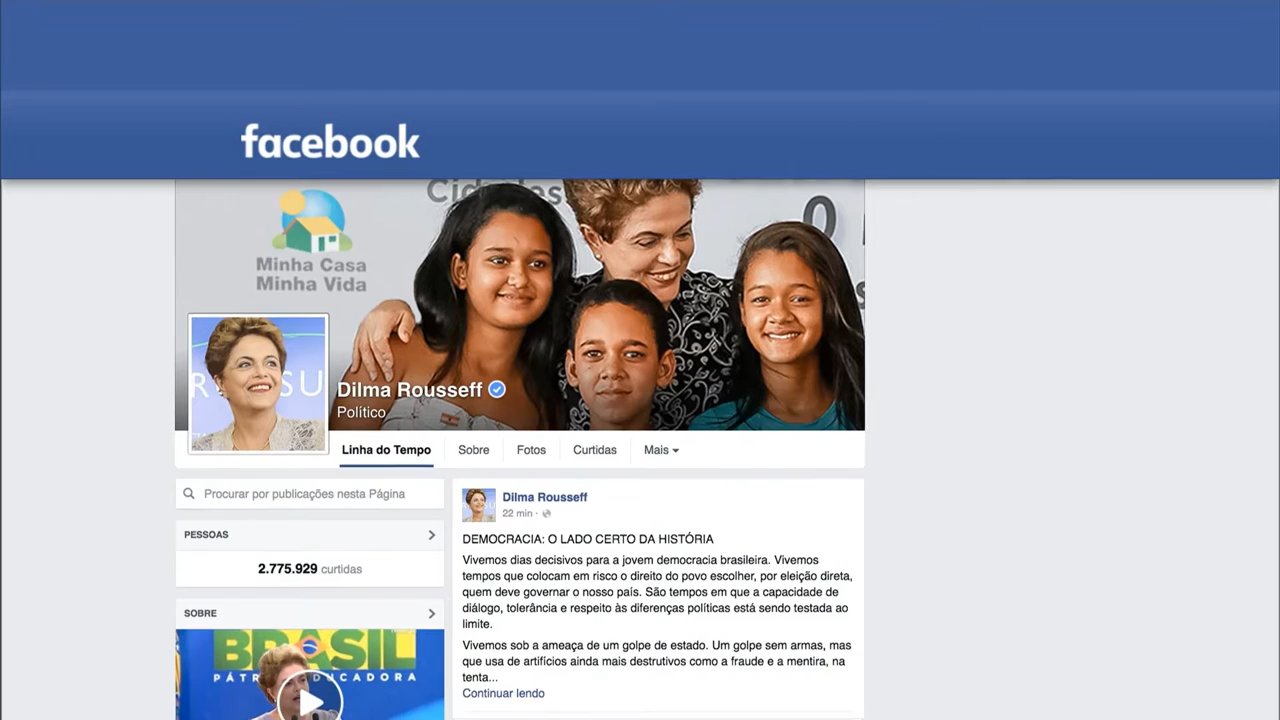 facebook
Cidades
Minha Casa
Minha Vida
Dilma Rousseff
Político
Linha do Tempo
Sobre
Fotos
Curtidas
Mais
Procurar por publicações nesta Página
PESSOAS
2.775.929 curtidas
SOBRE
BRASIL
Dilma Rousseff
22 min
DEMOCRACIA: O LADO CERTO DA HISTÓRIA
Vivemos dias decisivos para a jovem democracia brasileira. Vivemos
tempos que colocam em risco o direito do povo escolher, por eleição direta,
quem deve governar o nosso país. São tempos em que a capacidade de
diálogo, tolerância e respeito às diferenças políticas está sendo testada ao
limite.
Vivemos sob a ameaça de um golpe de estado. Um golpe sem armas, mas
que usa de artifícios ainda mais destrutivos como a fraude e a mentira, na
tenta...
Continuar lendo